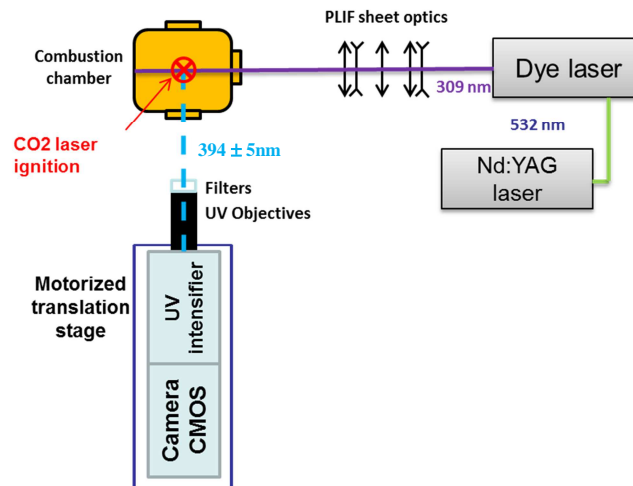 PLIF sheet optics
Combustion
chamber
Dye laser
309 nm
532 nm
CO2 laser
ignition
394 ± 5nm
Nd:YAG
laser
Filters
UV Objectives
Motorized
translation
stage
UV
intensifier
Camera
CMOS